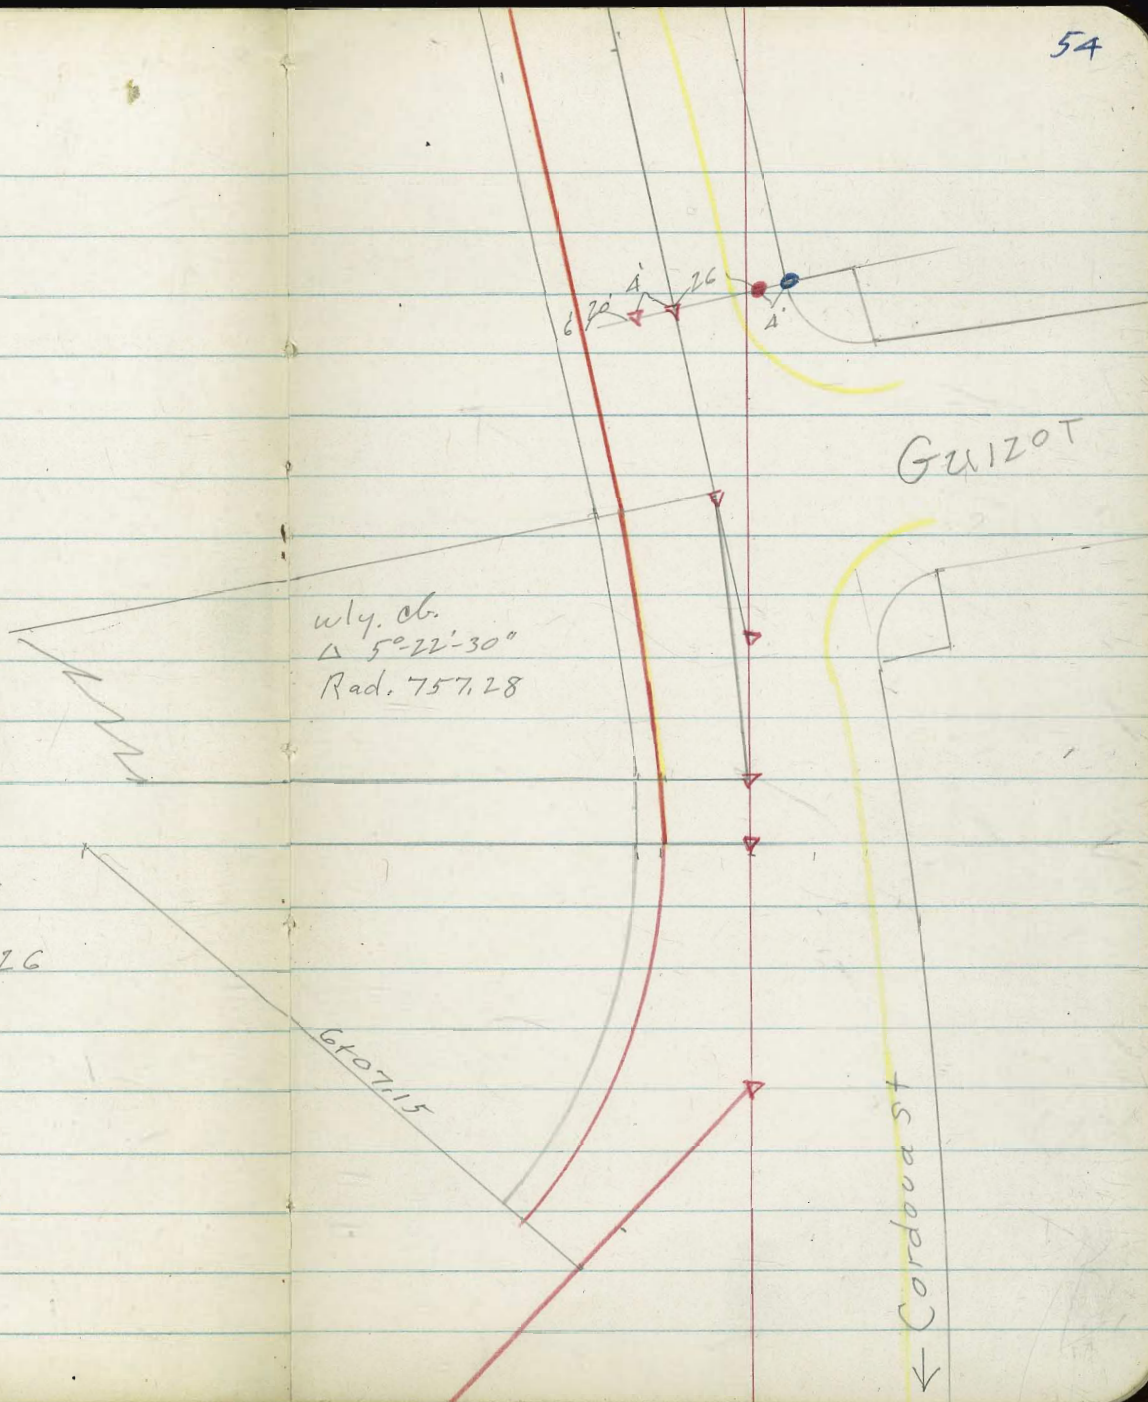 54
4' 26
6' 20' 4'
Guizot
wly. cb.
Δ 5°-22'-30"
Rad. 757.28
26
6+07.15
← Cordova St